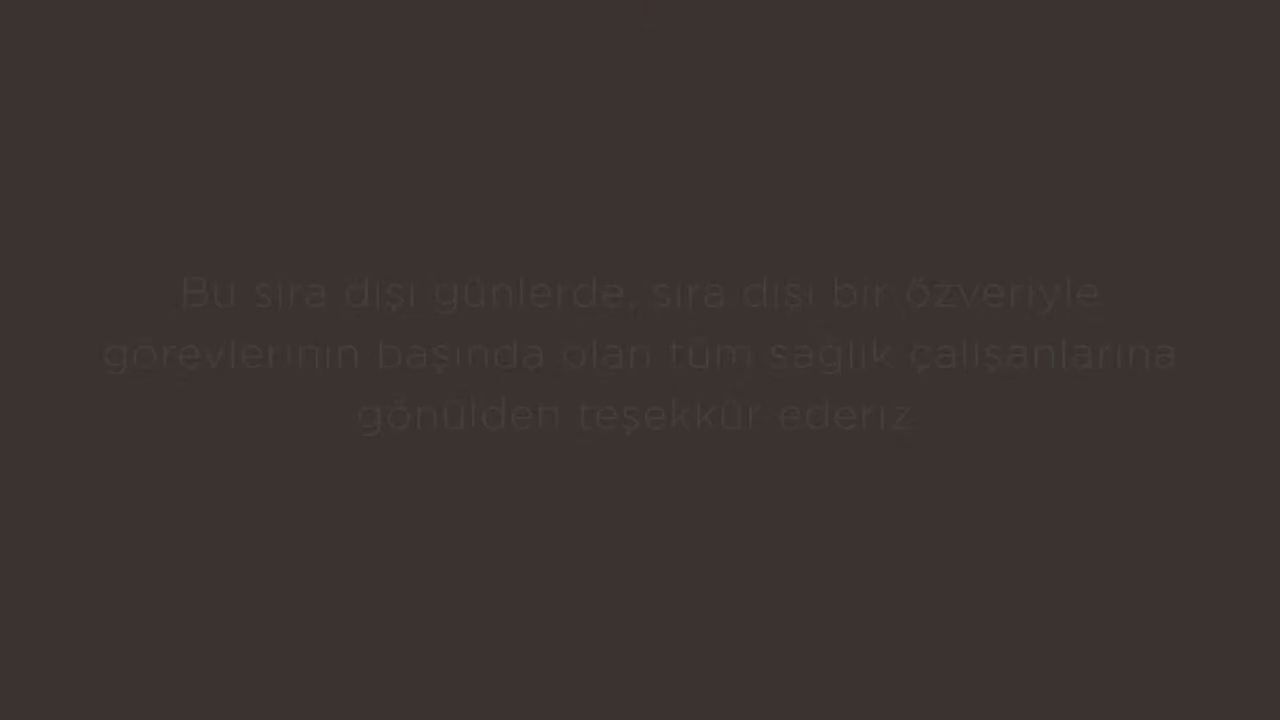 Bu sıra dışı günlerde, sıra dışı bir özveriyle
görevlerinin başında olan tüm sağlık çalışanlarına
gönülden teşekkür ederiz